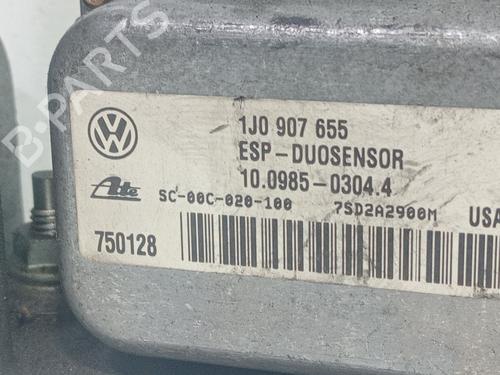 B-PARTS
1J0 907 655
ESP-DUOSENSOR
10.0985-0304.4
Ate
SC-00C-020-100 7SD2A2900M
750128
USA